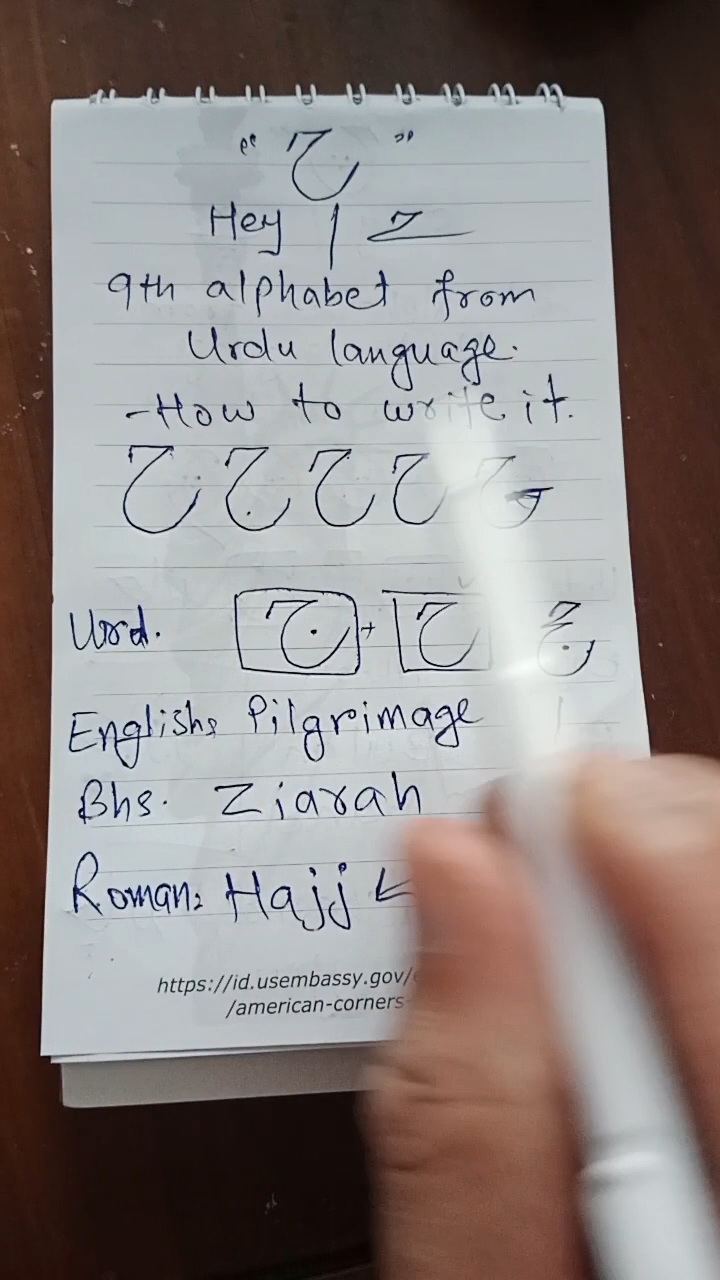 “ ح ”
Hey / ح
9th alphabet from
Urdu language.
- How to write it.
ح ح ح ح ح
Urd. ج + ح حج
English: Pilgrimage
Bhs. Ziarah
Roman: Hajj
https://id.usembassy.gov/
/american-corners-